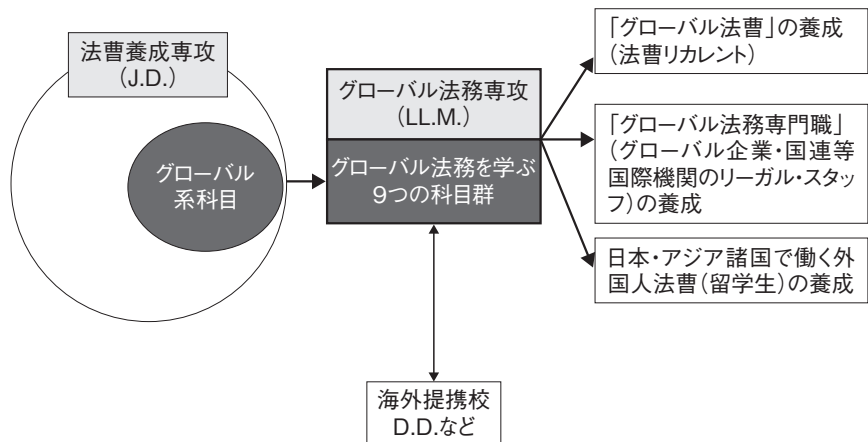 法曹養成専攻
（J.D.）
グローバル
系科目
グローバル法務専攻
（LL.M.）
グローバル法務を学ぶ
9つの科目群
「グローバル法曹」の養成
（法曹リカレント）
「グローバル法務専門職」
（グローバル企業・国連等
国際機関のリーガル・スタッ
フ）の養成
日本・アジア諸国で働く外
国人法曹（留学生）の養成
海外提携校
D.D.など